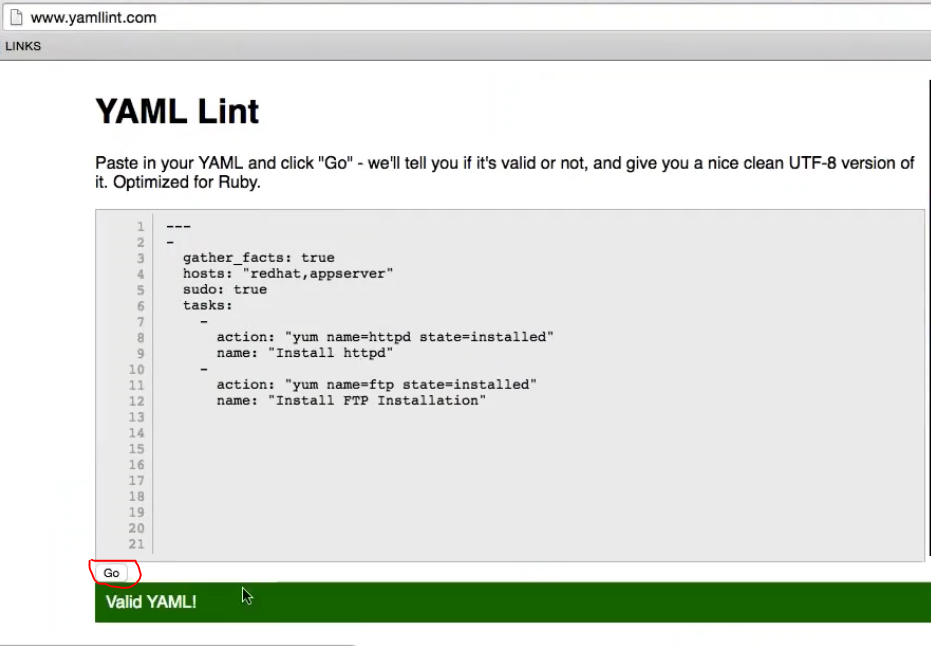 www.yamllint.com
LINKS
YAML Lint
Paste in your YAML and click "Go" - we'll tell you if it's valid or not, and give you a nice clean UTF-8 version of
it. Optimized for Ruby.
1 ---
2 -
3 gather_facts: true
4 hosts: "redhat,appserver"
5 sudo: true
6 tasks:
7 -
8 action: "yum name=httpd state=installed"
9 name: "Install httpd"
10 -
11 action: "yum name=ftp state=installed"
12 name: "Install FTP Installation"
13
14
15
16
17
18
19
20
21
Go
Valid YAML!